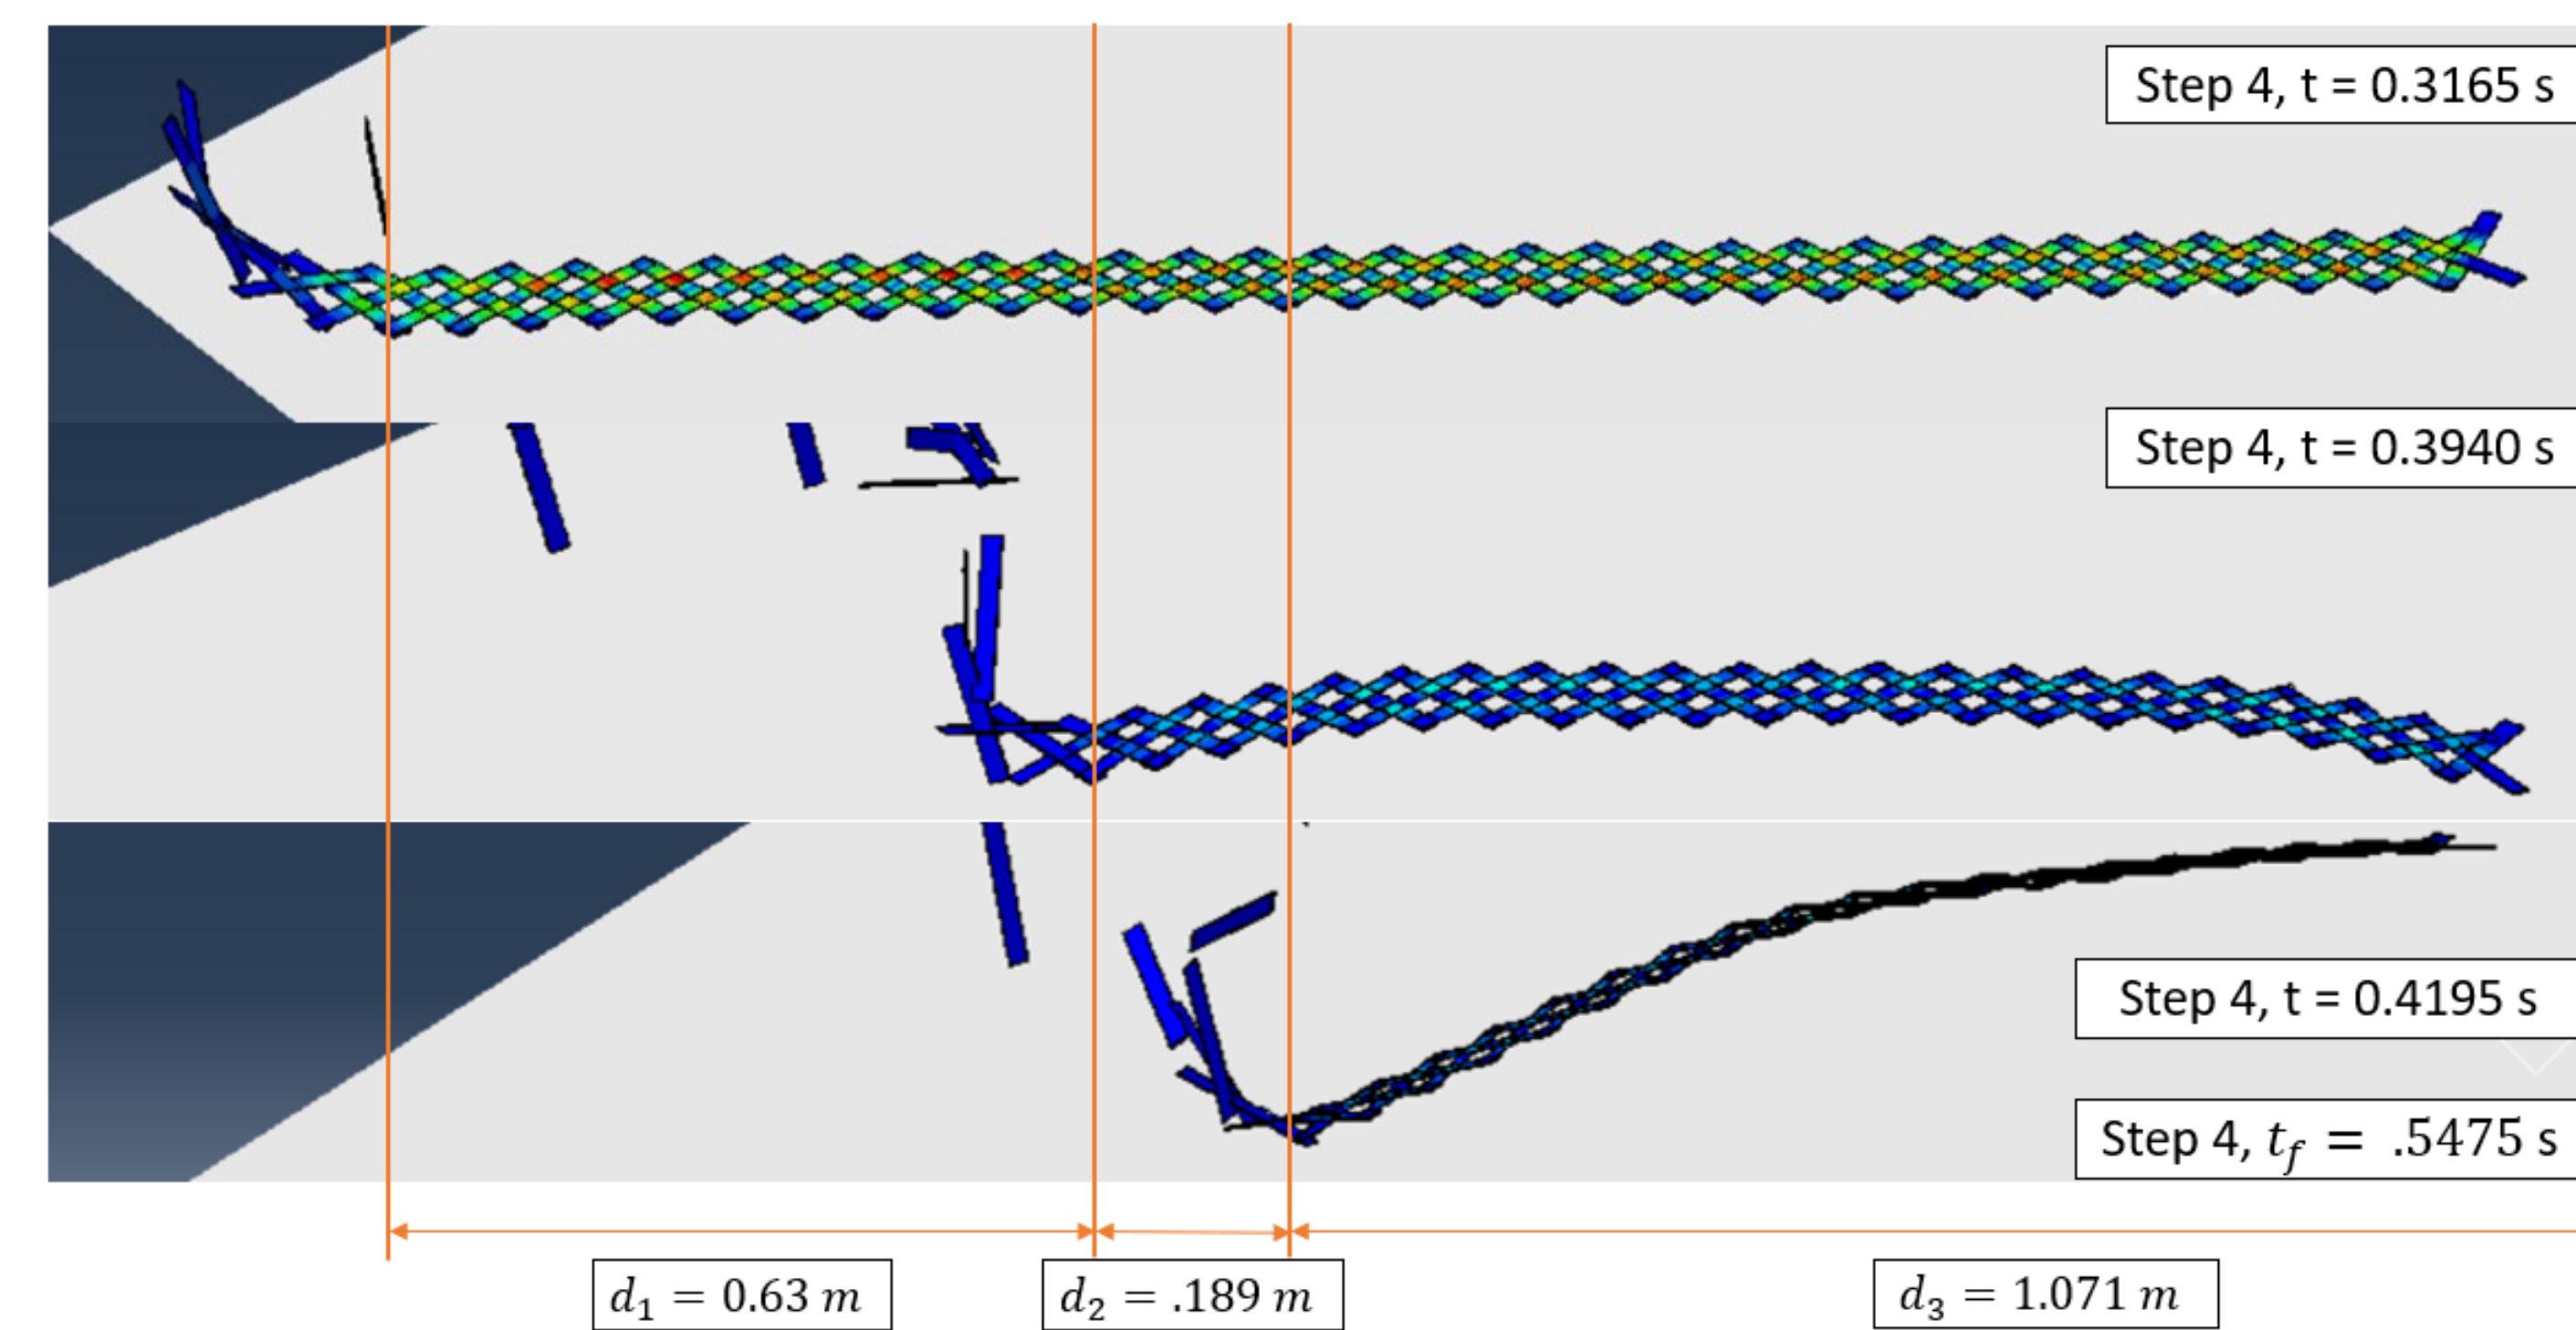 Step 4, t = 0.3165 s
Step 4, t = 0.3940 s
Step 4, t = 0.4195 s
Step 4, t_f = .5475 s
d_1 = 0.63 m
d_2 = .189 m
d_3 = 1.071 m